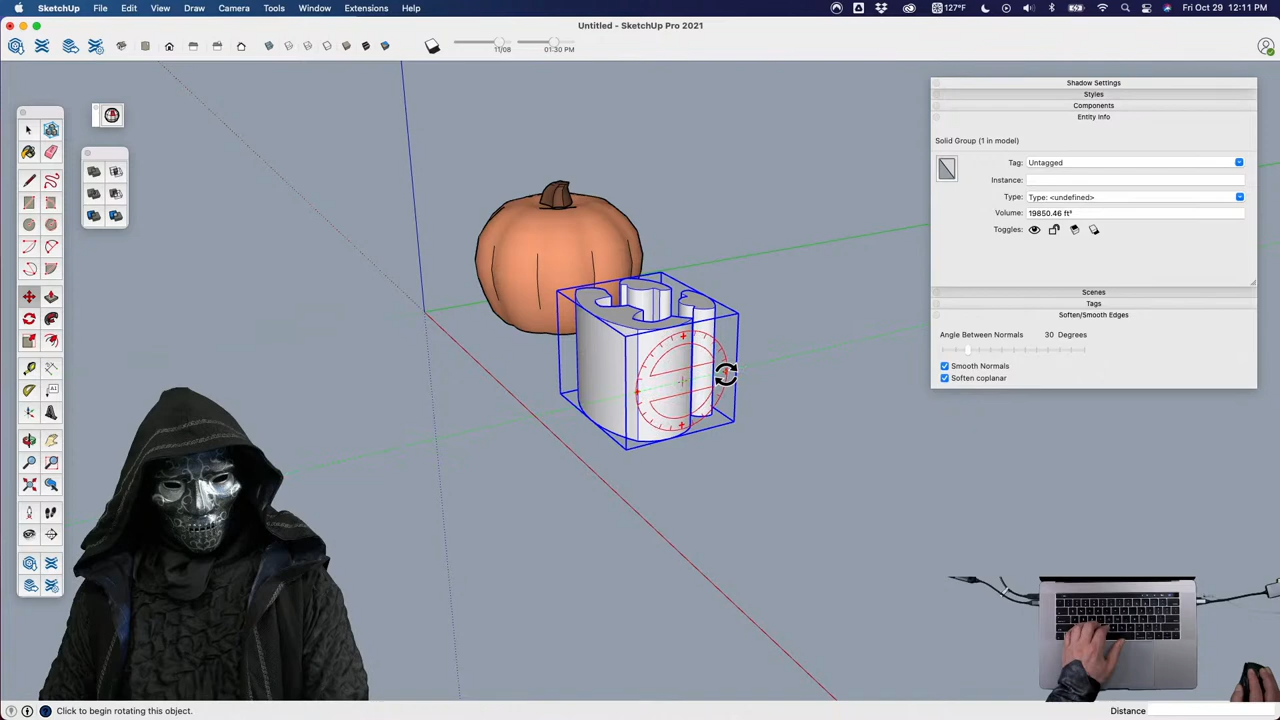 SketchUp File Edit View Draw Camera Tools Window Extensions Help
127°F Fri Oct 29 12:11 PM
Untitled - SketchUp Pro 2021
11/08 01:30 PM
Shadow Settings
Styles
Components
Entity Info
Solid Group (1 in model)
Tag: Untagged
Instance:
Type: Type: <undefined>
Volume: 19850.46 ft³
Toggles:
Scenes
Tags
Soften/Smooth Edges
Angle Between Normals 30 Degrees
Smooth Normals
Soften coplanar
Click to begin rotating this object.
Distance